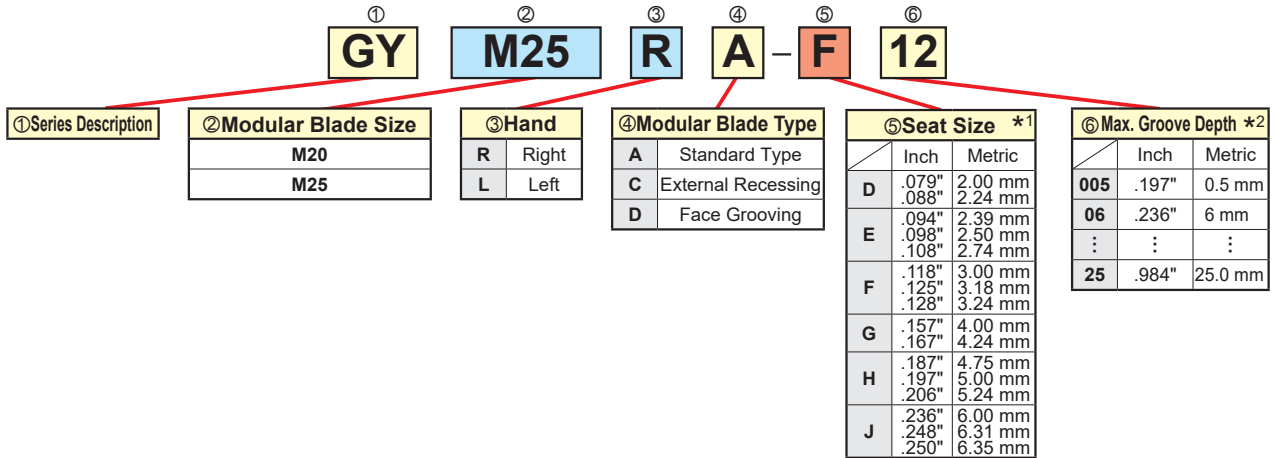 ① ② ③ ④ ⑤ ⑥
GY M25 R A – F 12
①Series Description
②Modular Blade Size
M20
M25
③Hand
R Right
L Left
④Modular Blade Type
A Standard Type
C External Recessing
D Face Grooving
⑤Seat Size *1
Inch Metric
D .079" 2.00 mm
.088" 2.24 mm
E .094" 2.39 mm
.098" 2.50 mm
.108" 2.74 mm
F .118" 3.00 mm
.125" 3.18 mm
.128" 3.24 mm
G .157" 4.00 mm
.167" 4.24 mm
H .187" 4.75 mm
.197" 5.00 mm
.206" 5.24 mm
J .236" 6.00 mm
.248" 6.31 mm
.250" 6.35 mm
⑥Max. Groove Depth *2
Inch Metric
005 .197" 0.5 mm
06 .236" 6 mm
⋮ ⋮ ⋮
25 .984" 25.0 mm